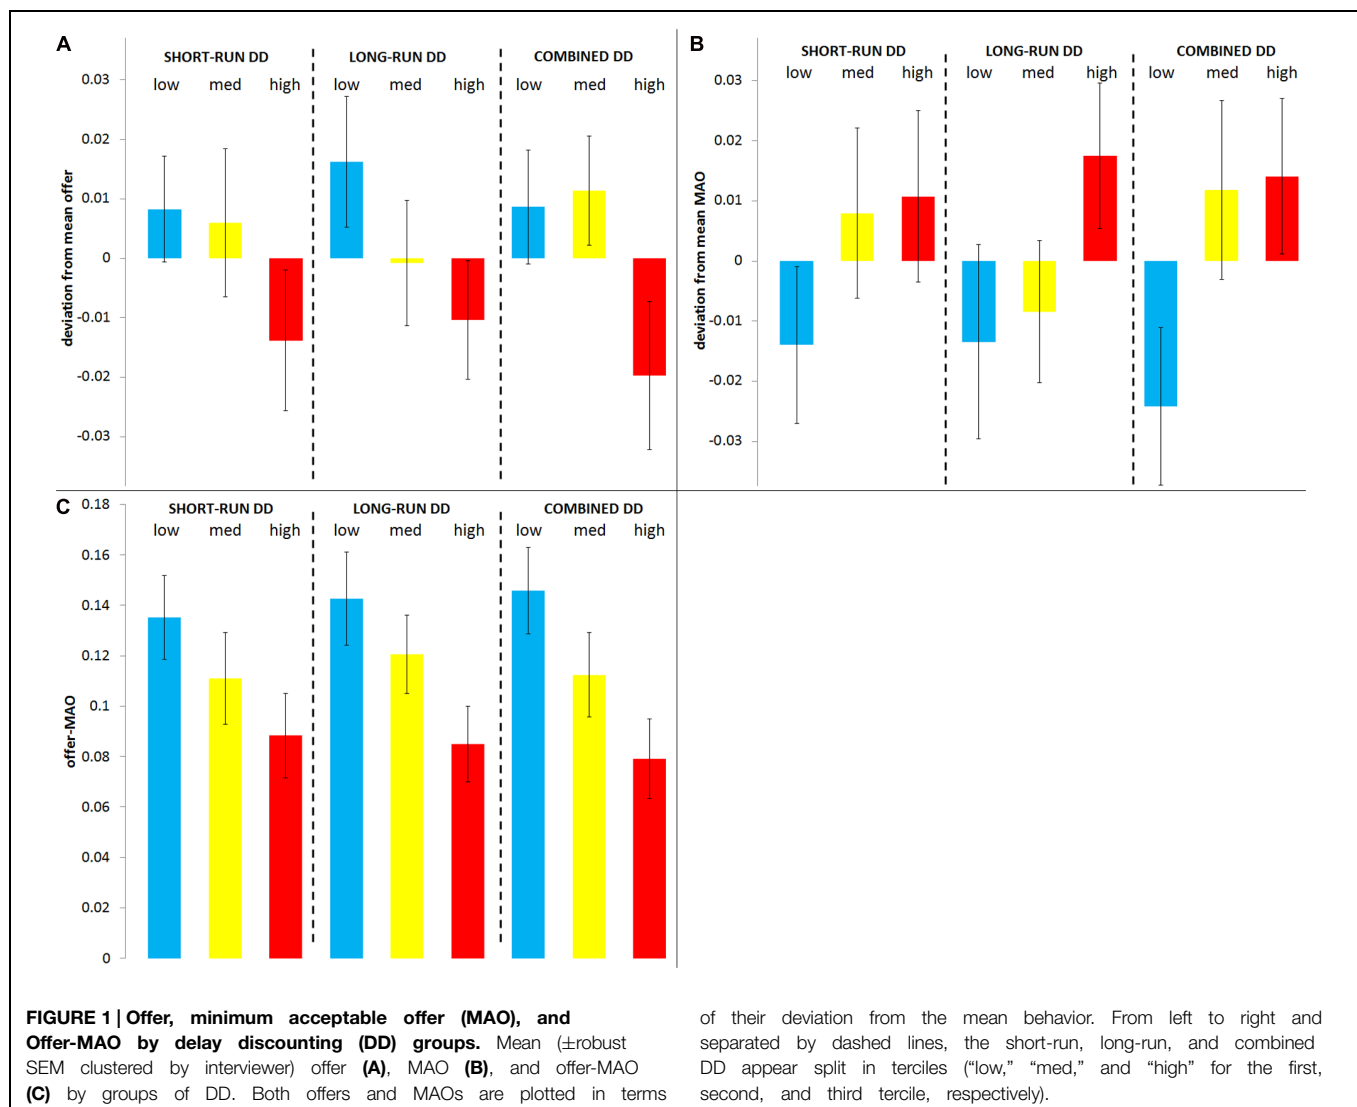 A
SHORT-RUN DD LONG-RUN DD COMBINED DD
low med high low med high low med high
0.03
0.02
0.01
0
-0.01
-0.02
-0.03
deviation from mean offer
B
SHORT-RUN DD LONG-RUN DD COMBINED DD
low med high low med high low med high
0.03
0.02
0.01
0
-0.01
-0.02
-0.03
deviation from mean MAO
C
SHORT-RUN DD LONG-RUN DD COMBINED DD
low med high low med high low med high
0.18
0.16
0.14
0.12
0.1
0.08
0.06
0.04
0.02
0
offer-MAO
FIGURE 1 | Offer, minimum acceptable offer (MAO), and
Offer-MAO by delay discounting (DD) groups. Mean (±robust
SEM clustered by interviewer) offer (A), MAO (B), and offer-MAO
(C) by groups of DD. Both offers and MAOs are plotted in terms
of their deviation from the mean behavior. From left to right and
separated by dashed lines, the short-run, long-run, and combined
DD appear split in terciles (“low,” “med,” and “high” for the first,
second, and third tercile, respectively).